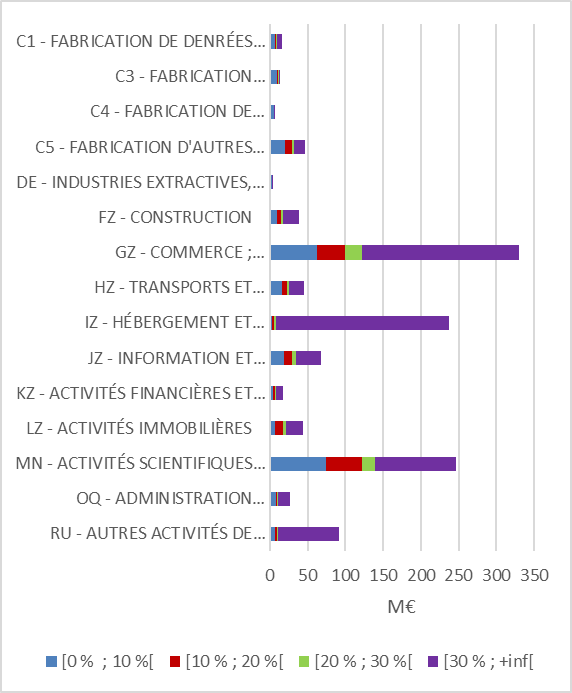 C1 - FABRICATION DE DENRÉES...
C3 - FABRICATION...
C4 - FABRICATION DE...
C5 - FABRICATION D'AUTRES...
DE - INDUSTRIES EXTRACTIVES,...
FZ - CONSTRUCTION
GZ - COMMERCE ;...
HZ - TRANSPORTS ET...
IZ - HÉBERGEMENT ET...
JZ - INFORMATION ET...
KZ - ACTIVITÉS FINANCIÈRES ET...
LZ - ACTIVITÉS IMMOBILIÈRES
MN - ACTIVITÉS SCIENTIFIQUES...
OQ - ADMINISTRATION...
RU - AUTRES ACTIVITÉS DE...
0 50 100 150 200 250 300 350
M€
[0 % ; 10 %[ [10 % ; 20 %[ [20 % ; 30 %[ [30 % ; +inf[